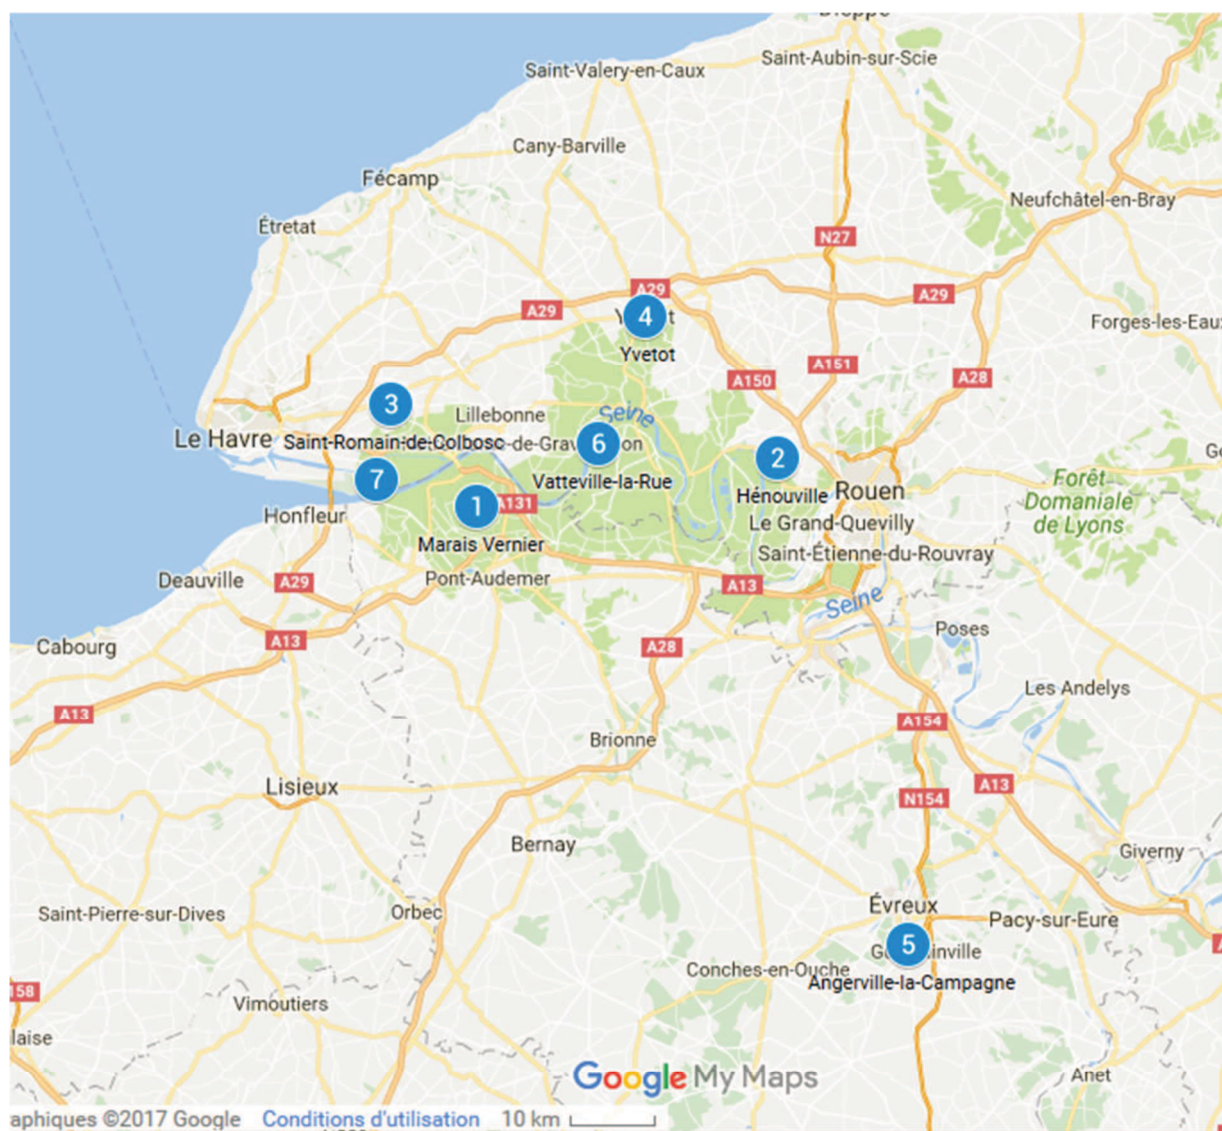 Dieppe
Saint-Aubin-sur-Scie
Saint-Valery-en-Caux
Cany-Barville
Fécamp
Neufchâtel-en-Bray
Étretat
N27
A29
A29
A29
4
Yvetot
Forges-les-Eaux
A151
A150
A28
3
Lillebonne
Seine
Le Havre
Saint-Romain-de-Colbosc
6
2
7
Vatteville-la-Rue
Hénouville
Rouen
Forêt
Domaniale
de Lyons
1
A131
Honfleur
Le Grand-Quevilly
Marais Vernier
Saint-Étienne-du-Rouvray
Deauville
A29
Pont-Audemer
A13
Seine
Cabourg
A13
A28
Poses
Les Andelys
A13
A154
Brionne
Lisieux
A13
N154
Bernay
Giverny
Saint-Pierre-sur-Dives
Orbec
Évreux
Pacy-sur-Eure
5
Conches-en-Ouche
Angerville-la-Campagne
158
Vimoutiers
laise
Google My Maps
Anet
aphiques ©2017 Google Conditions d'utilisation 10 km